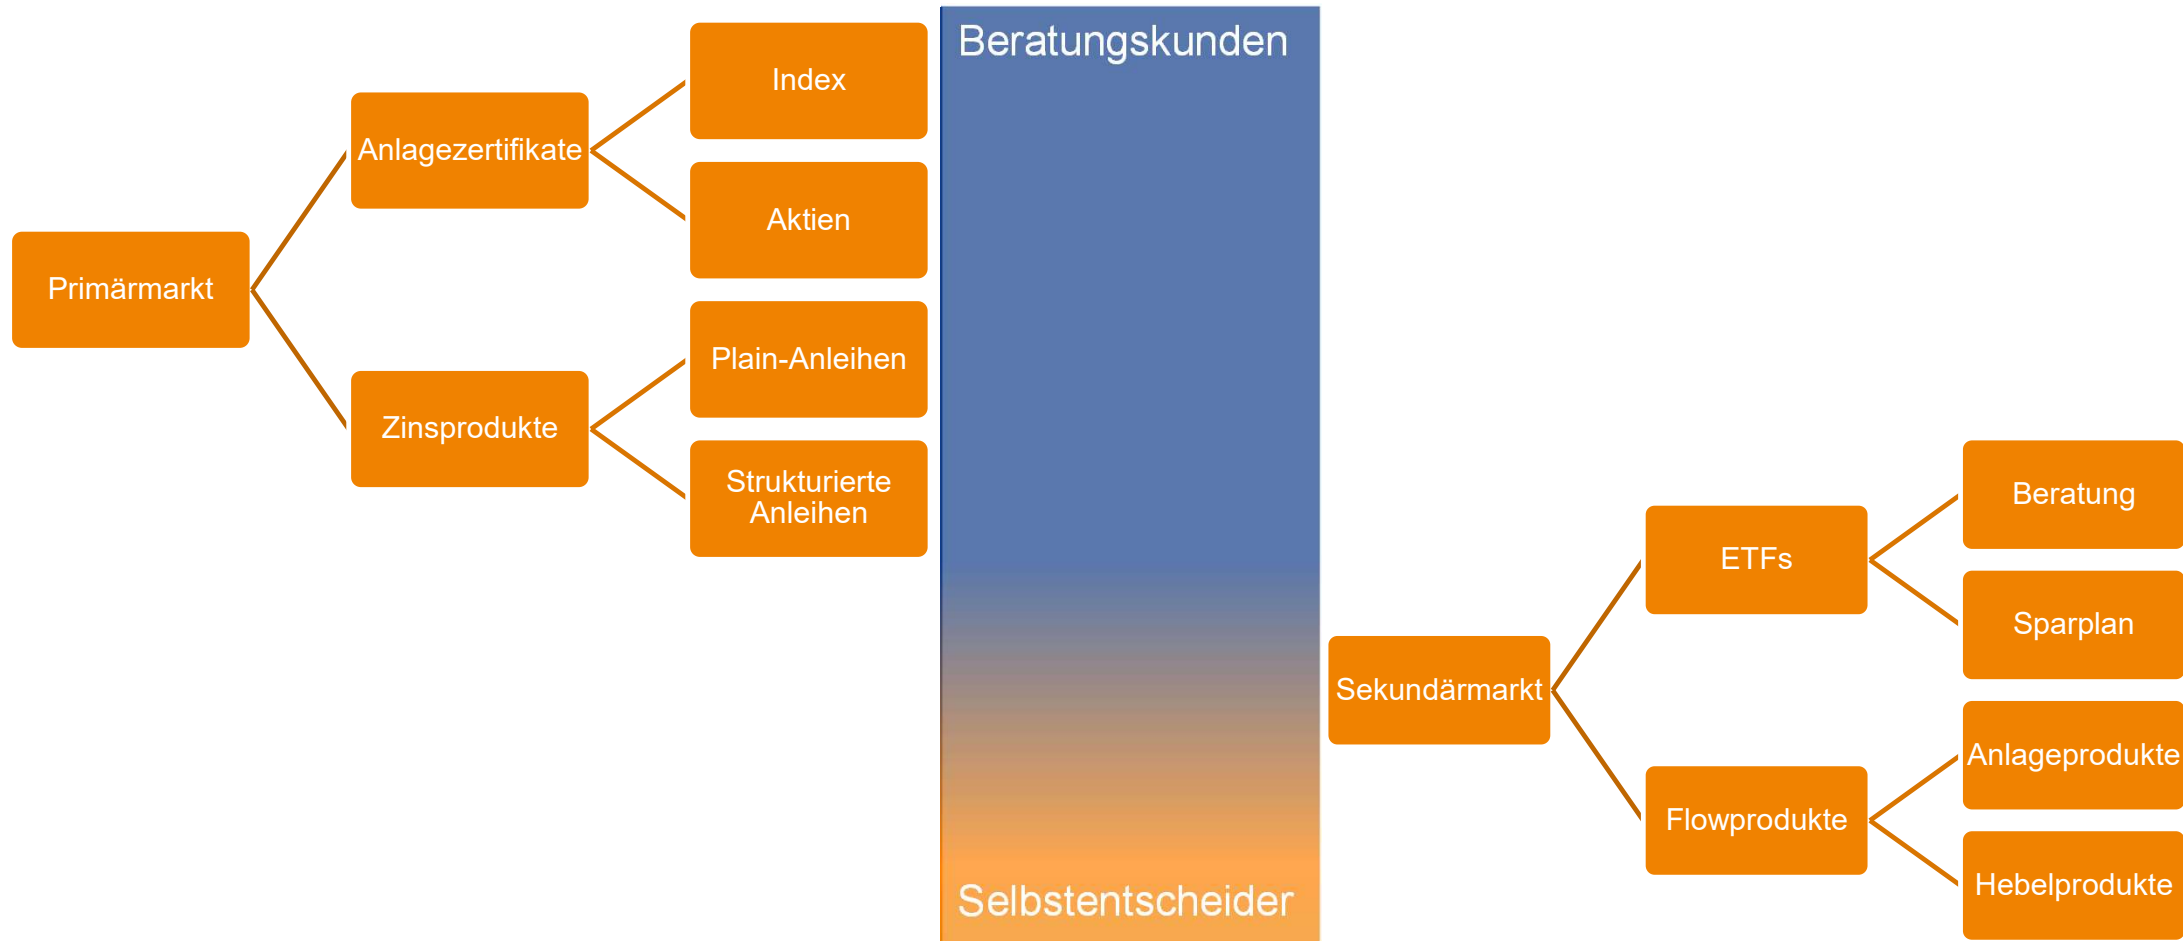 Primärmarkt
Anlagezertifikate
Index
Aktien
Zinsprodukte
Plain-Anleihen
Strukturierte
Anleihen
Beratungskunden
Selbstentscheider
Sekundärmarkt
ETFs
Beratung
Sparplan
Flowprodukte
Anlageprodukte
Hebelprodukte